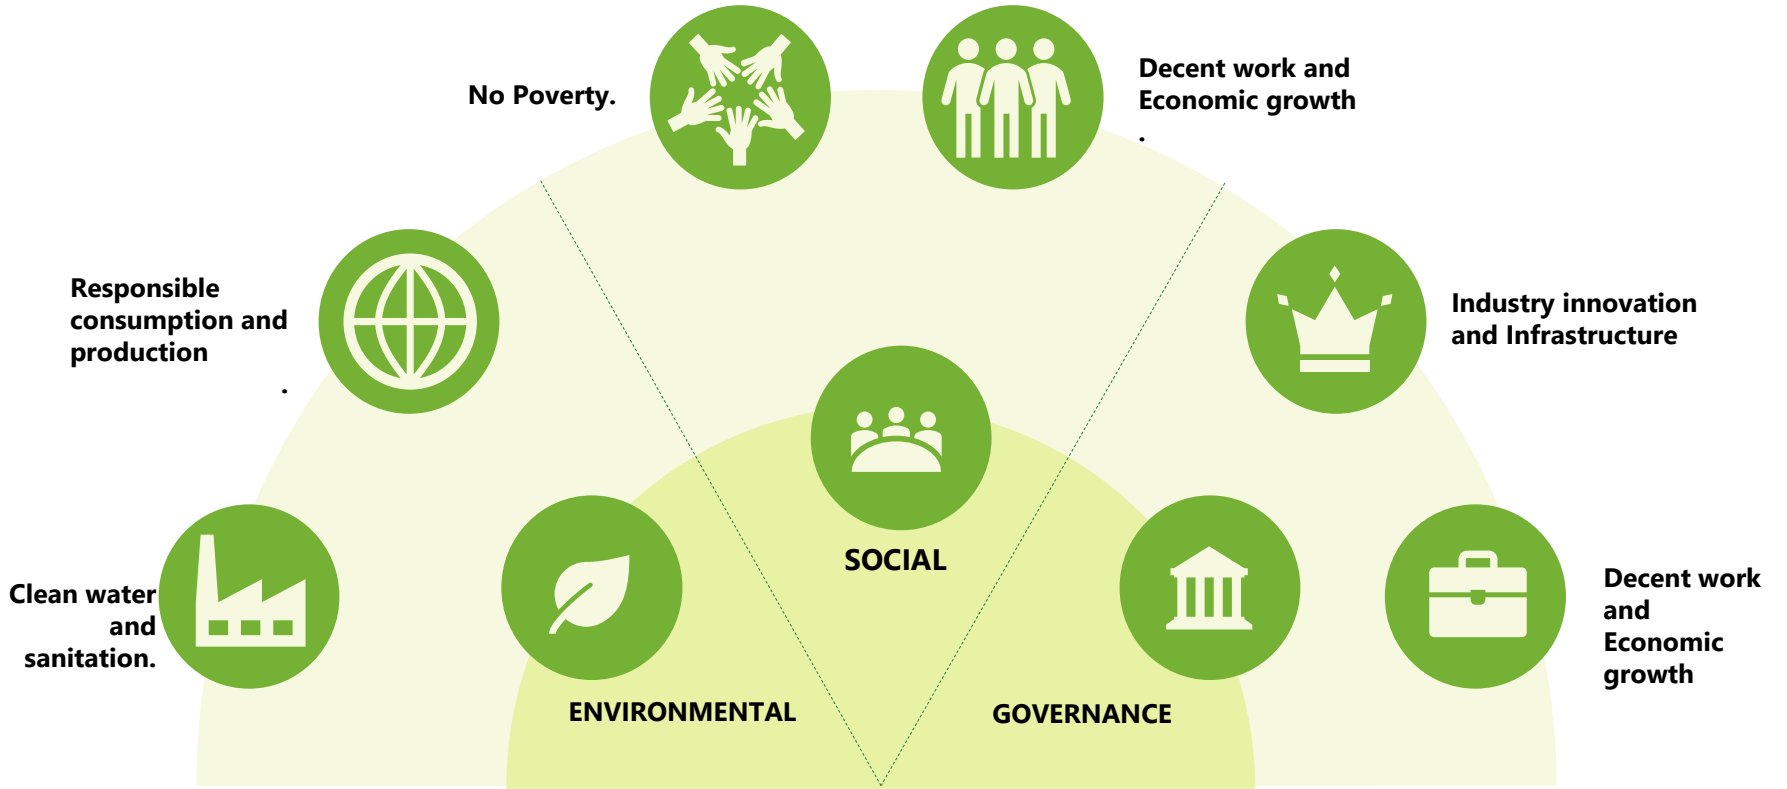 No Poverty.
Decent work and
Economic growth
.
Responsible
consumption and
production
.
Industry innovation
and Infrastructure
SOCIAL
Clean water
and
sanitation.
Decent work
and
Economic
growth
ENVIRONMENTAL
GOVERNANCE